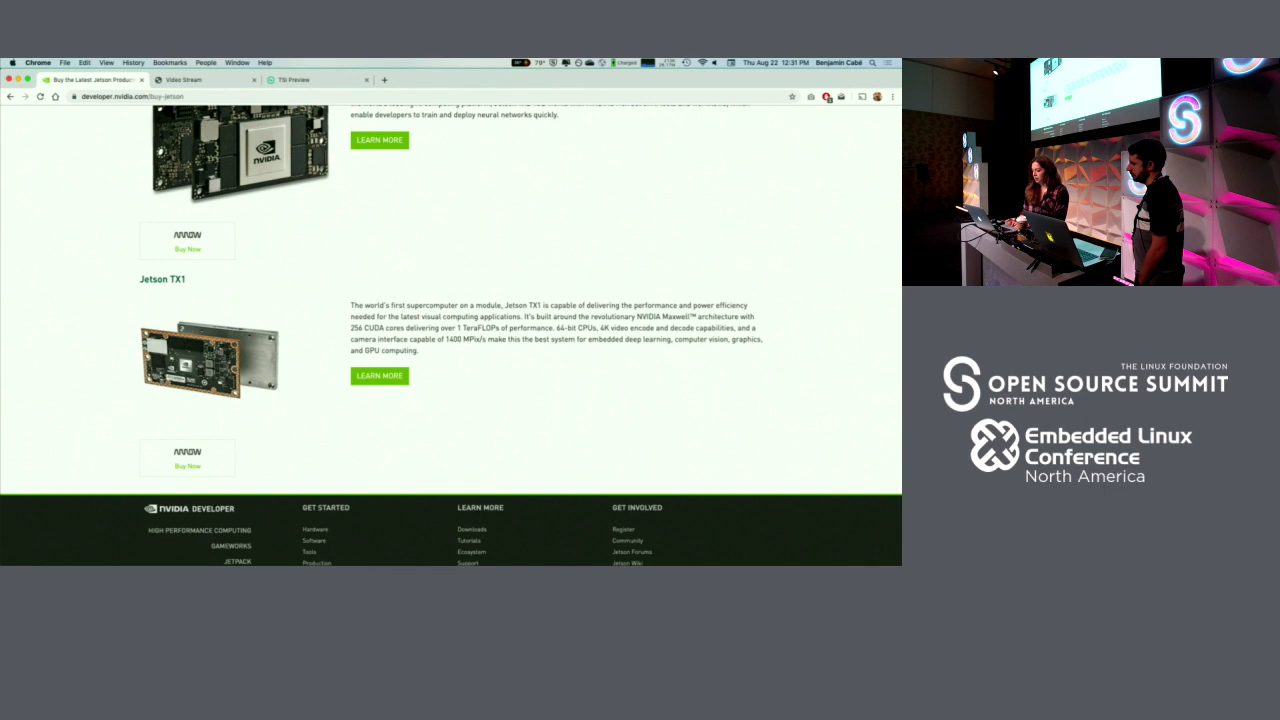 Chrome File Edit View History Bookmarks People Window Help
79° Charged Thu Aug 22 12:31 PM Benjamin Cabé
Buy the Latest Jetson Produc
Video Stream
TSI Preview
developer.nvidia.com/buy-jetson
enable developers to train and deploy neural networks quickly.
LEARN MORE
NVIDIA
ARROW
Buy Now
Jetson TX1
The world's first supercomputer on a module, Jetson TX1 is capable of delivering the performance and power efficiency
needed for the latest visual computing applications. It's built around the revolutionary NVIDIA Maxwell™ architecture with
256 CUDA cores delivering over 1 TeraFLOPs of performance. 64-bit CPUs, 4K video encode and decode capabilities, and a
camera interface capable of 1400 MPix/s make this the best system for embedded deep learning, computer vision, graphics,
and GPU computing.
LEARN MORE
ARROW
Buy Now
NVIDIA DEVELOPER
HIGH PERFORMANCE COMPUTING
GAMEWORKS
JETPACK
GET STARTED
Hardware
Software
Tools
Production
LEARN MORE
Downloads
Tutorials
Ecosystem
Support
GET INVOLVED
Register
Community
Jetson Forums
Jetson Wiki
THE LINUX FOUNDATION
OPEN SOURCE SUMMIT
NORTH AMERICA
Embedded Linux
Conference
North America